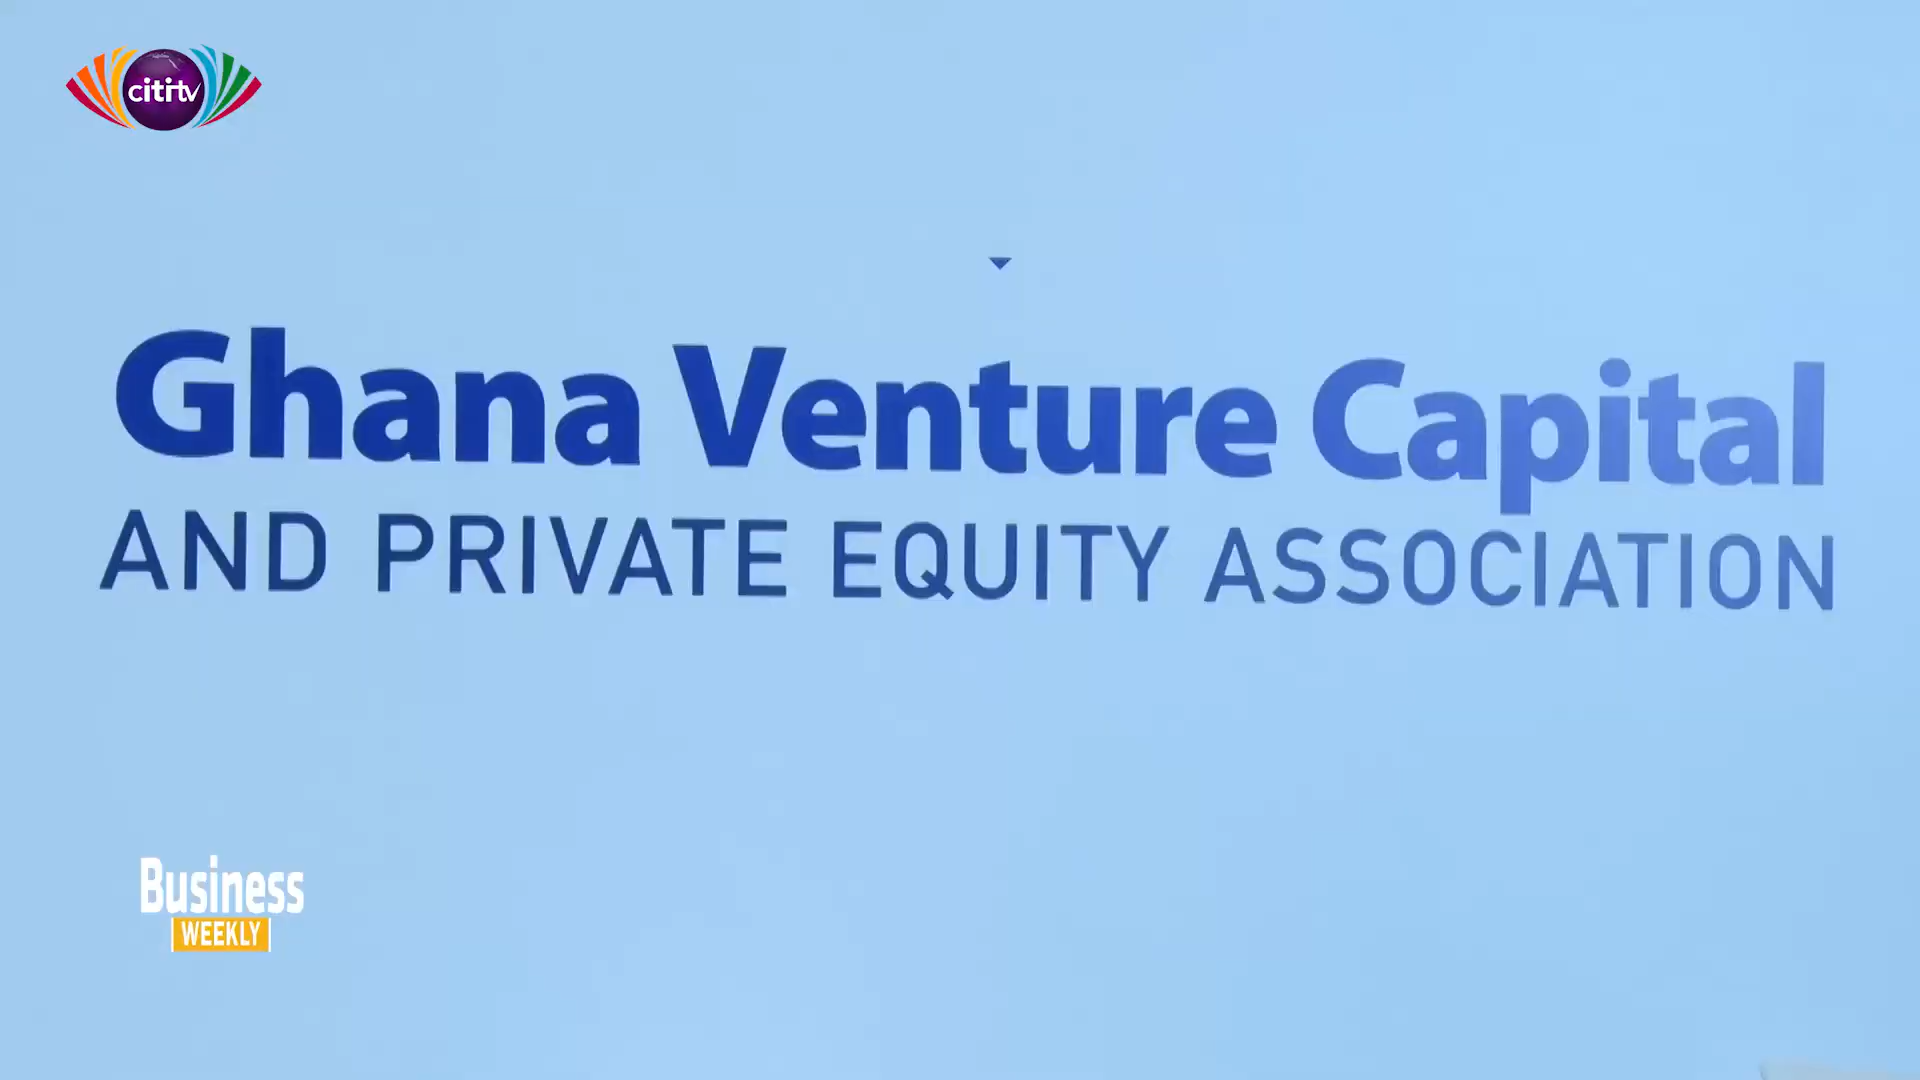 citi tv
Ghana Venture Capital
AND PRIVATE EQUITY ASSOCIATION
Business
WEEKLY